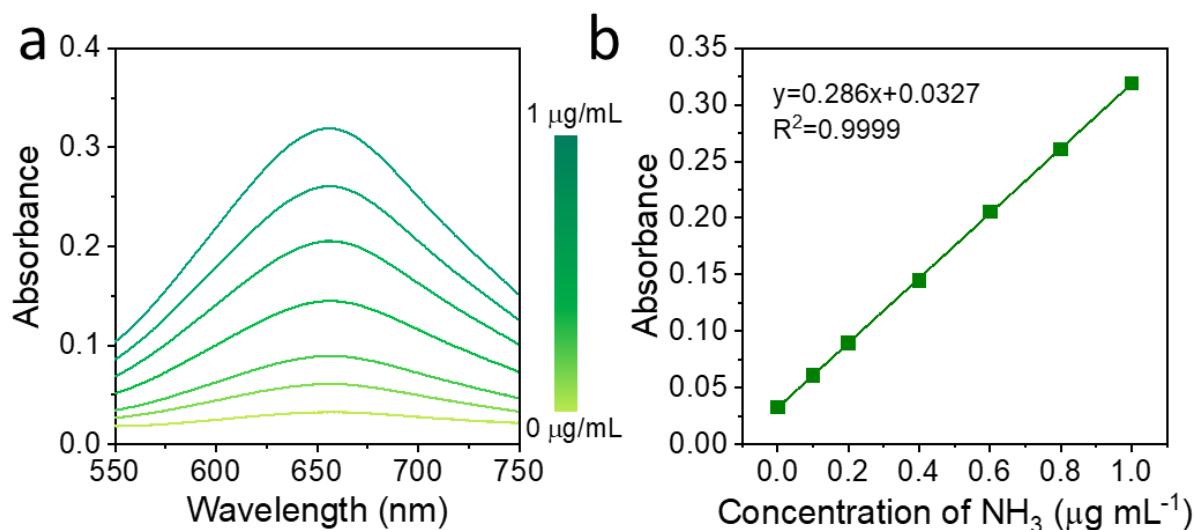 a
0.4
0.3
0.2
0.1
0.0
550
600
650
700
750
Absorbance
Wavelength (nm)
1 μg/mL
0 μg/mL
b
y=0.286x+0.0327
R²=0.9999
0.35
0.30
0.25
0.20
0.15
0.10
0.05
0.00
0.0
0.2
0.4
0.6
0.8
1.0
Absorbance
Concentration of NH₃ (μg mL⁻¹)